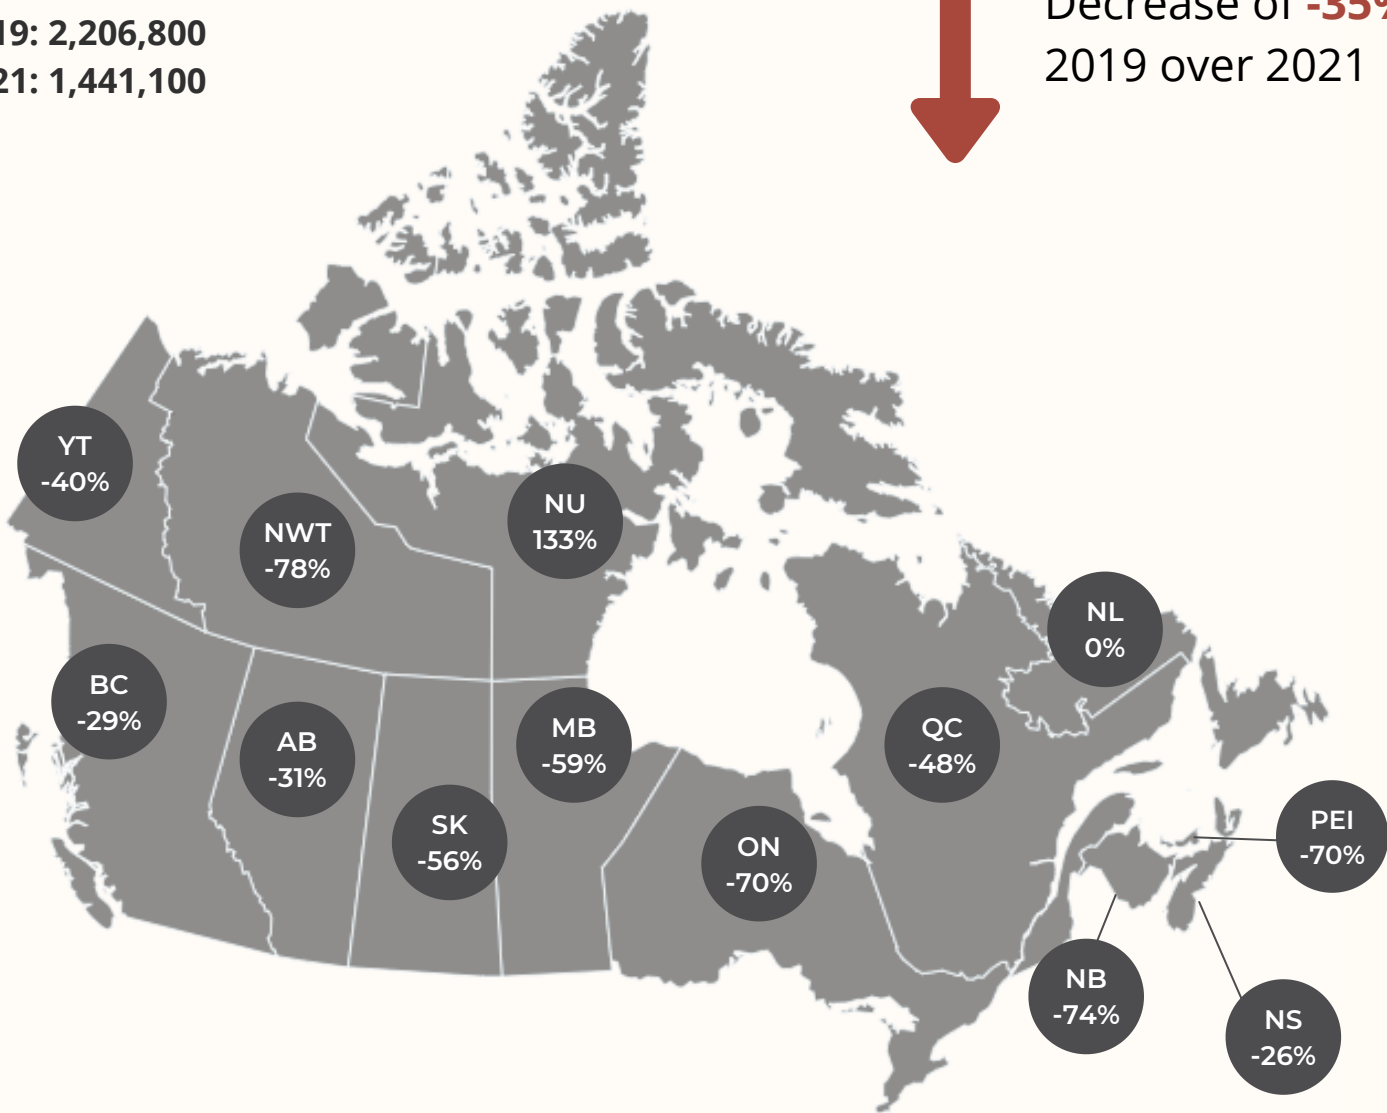 19: 2,206,800
21: 1,441,100
Decrease of -35%
2019 over 2021
YT
-40%
NWT
-78%
NU
133%
NL
0%
BC
-29%
AB
-31%
MB
-59%
QC
-48%
SK
-56%
ON
-70%
PEI
-70%
NB
-74%
NS
-26%